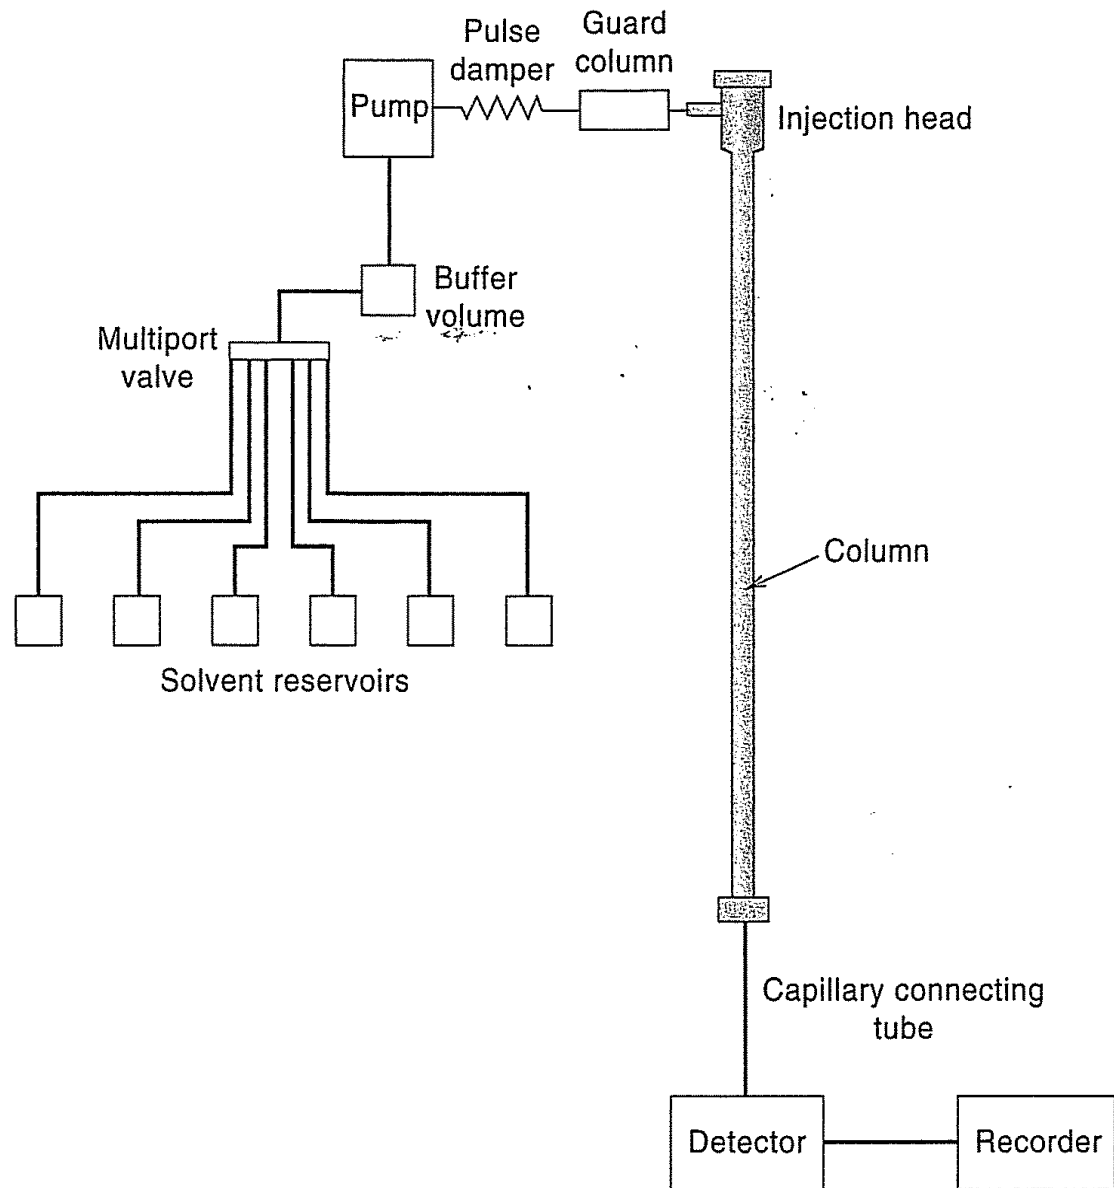 Pulse
damper
Guard
column
Pump
Injection head
Buffer
volume
Multiport
valve
Column
Solvent reservoirs
Capillary connecting
tube
Detector
Recorder